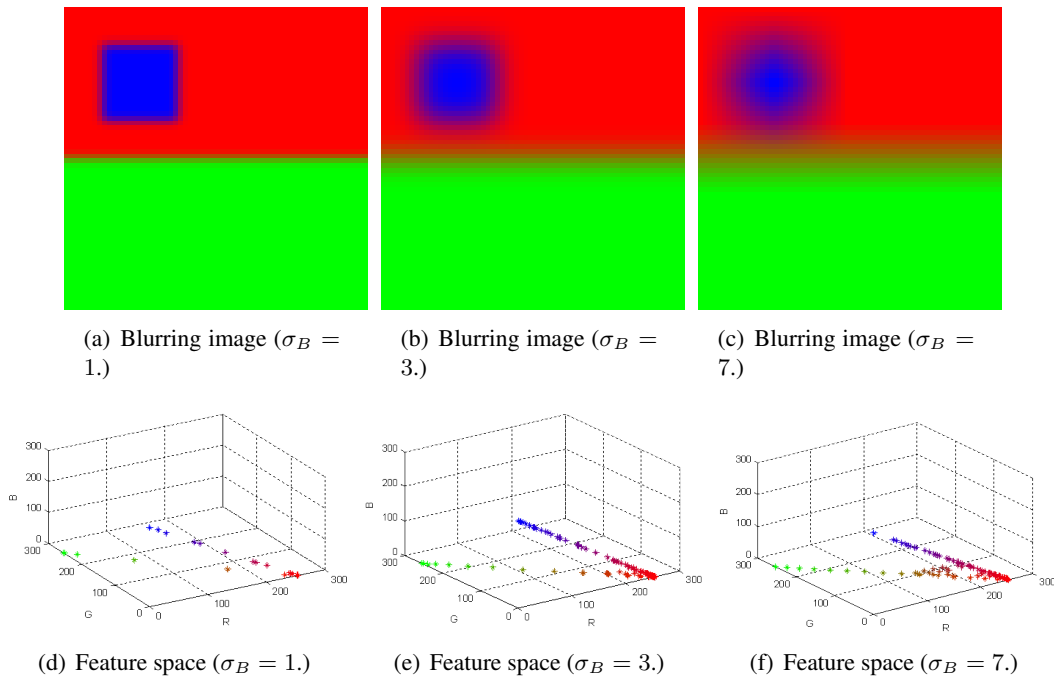 (a) Blurring image (σB = 1.)
(b) Blurring image (σB = 3.)
(c) Blurring image (σB = 7.)
300
200
100
0
B
300
200
100
0
G
0
100
200
300
R
300
200
100
0
B
300
200
100
0
G
0
100
200
300
R
300
200
100
0
B
300
200
100
0
G
0
100
200
300
R
(d) Feature space (σB = 1.)
(e) Feature space (σB = 3.)
(f) Feature space (σB = 7.)